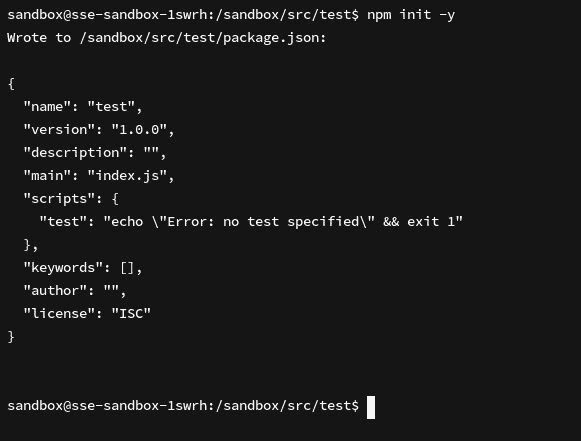 sandbox@sse-sandbox-1swrh:/sandbox/src/test$ npm init -y
Wrote to /sandbox/src/test/package.json:

{
  "name": "test",
  "version": "1.0.0",
  "description": "",
  "main": "index.js",
  "scripts": {
    "test": "echo \"Error: no test specified\" && exit 1"
  },
  "keywords": [],
  "author": "",
  "license": "ISC"
}

sandbox@sse-sandbox-1swrh:/sandbox/src/test$